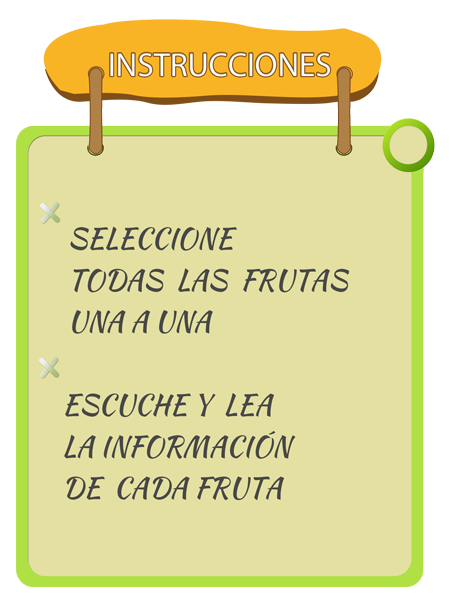 INSTRUCCIONES
SELECCIONE
TODAS LAS FRUTAS
UNA A UNA
ESCUCHE Y LEA
LA INFORMACIÓN
DE CADA FRUTA